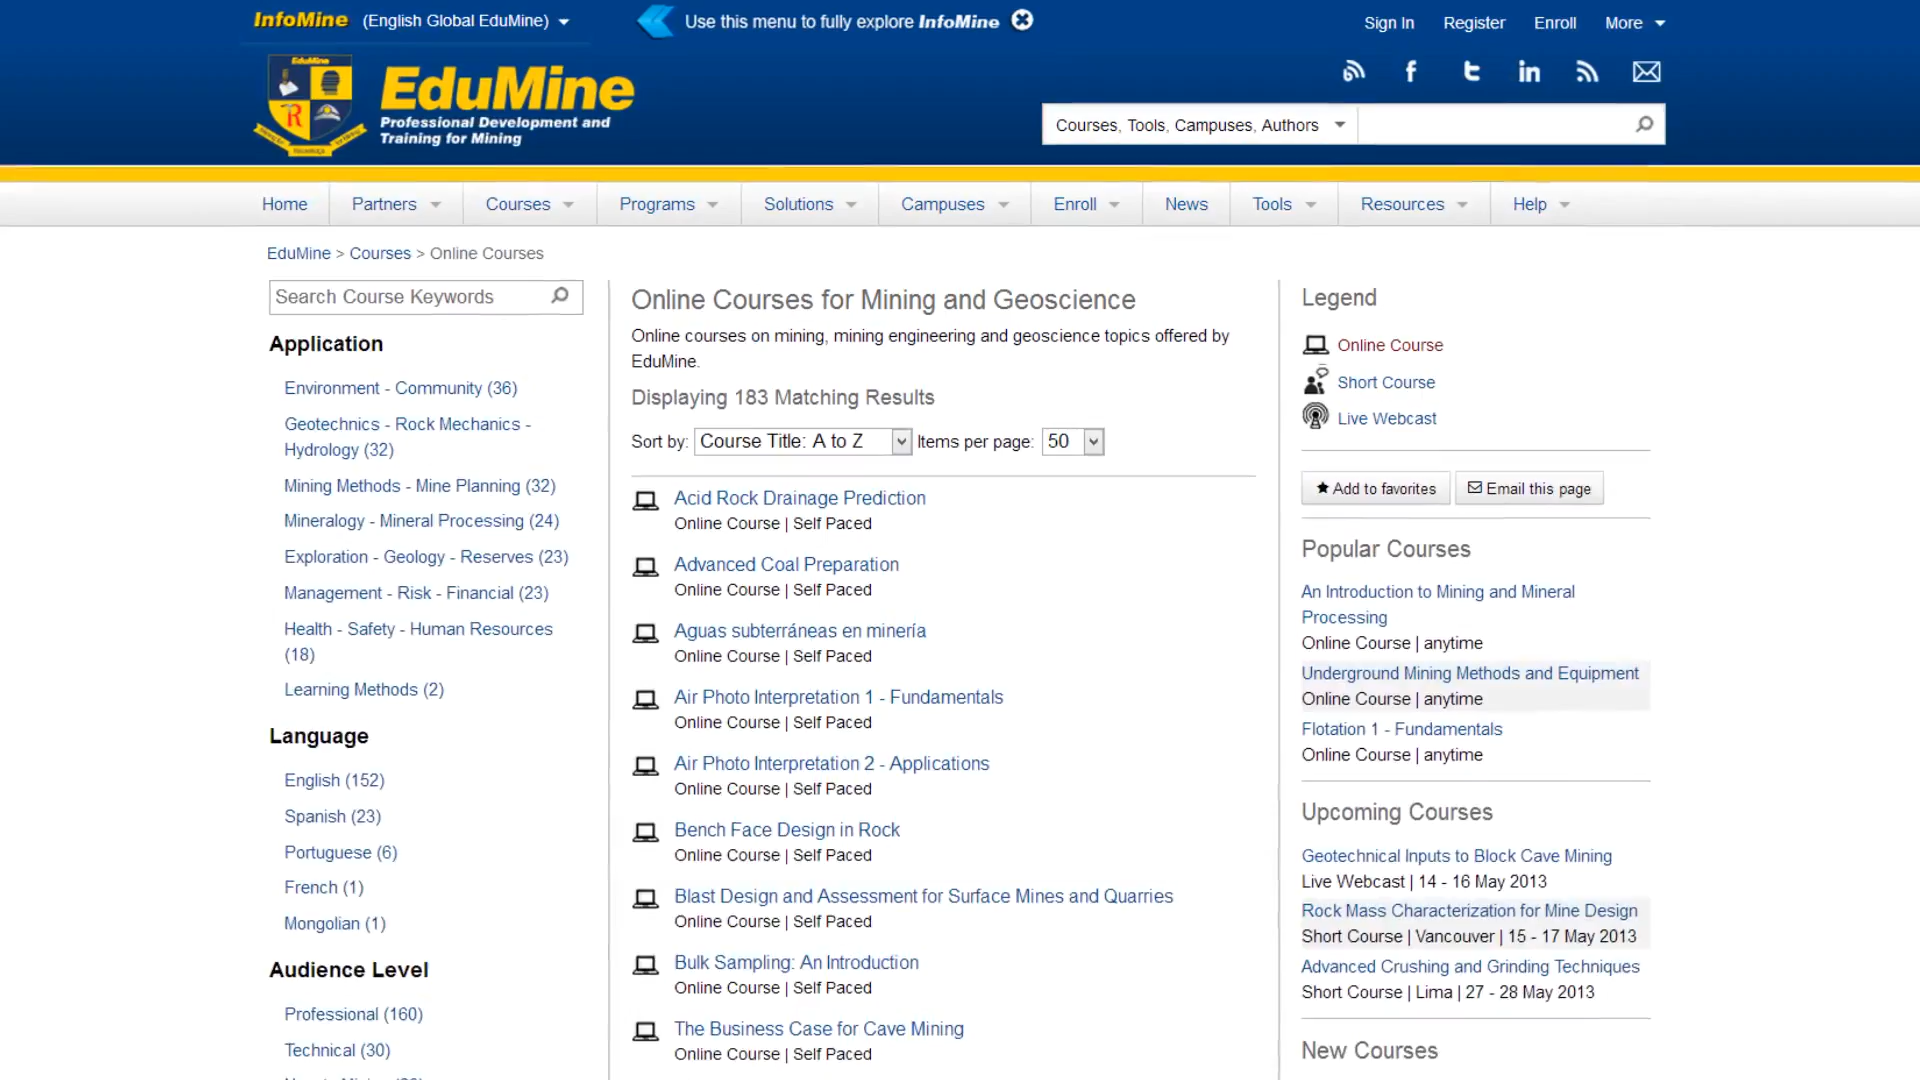 InfoMine (English Global EduMine)
Use this menu to fully explore InfoMine
Sign In Register Enroll More
EduMine
R
EduMine
Professional Development and
Training for Mining
Courses, Tools, Campuses, Authors
Home Partners Courses Programs Solutions Campuses Enroll News Tools Resources Help
EduMine > Courses > Online Courses
Search Course Keywords
Application
Environment - Community (36)
Geotechnics - Rock Mechanics -
Hydrology (32)
Mining Methods - Mine Planning (32)
Mineralogy - Mineral Processing (24)
Exploration - Geology - Reserves (23)
Management - Risk - Financial (23)
Health - Safety - Human Resources
(18)
Learning Methods (2)
Language
English (152)
Spanish (23)
Portuguese (6)
French (1)
Mongolian (1)
Audience Level
Professional (160)
Technical (30)
Online Courses for Mining and Geoscience
Online courses on mining, mining engineering and geoscience topics offered by
EduMine.
Displaying 183 Matching Results
Sort by: Course Title: A to Z Items per page: 50
Acid Rock Drainage Prediction
Online Course | Self Paced
Advanced Coal Preparation
Online Course | Self Paced
Aguas subterráneas en minería
Online Course | Self Paced
Air Photo Interpretation 1 - Fundamentals
Online Course | Self Paced
Air Photo Interpretation 2 - Applications
Online Course | Self Paced
Bench Face Design in Rock
Online Course | Self Paced
Blast Design and Assessment for Surface Mines and Quarries
Online Course | Self Paced
Bulk Sampling: An Introduction
Online Course | Self Paced
The Business Case for Cave Mining
Online Course | Self Paced
Legend
Online Course
Short Course
Live Webcast
Add to favorites Email this page
Popular Courses
An Introduction to Mining and Mineral
Processing
Online Course | anytime
Underground Mining Methods and Equipment
Online Course | anytime
Flotation 1 - Fundamentals
Online Course | anytime
Upcoming Courses
Geotechnical Inputs to Block Cave Mining
Live Webcast | 14 - 16 May 2013
Rock Mass Characterization for Mine Design
Short Course | Vancouver | 15 - 17 May 2013
Advanced Crushing and Grinding Techniques
Short Course | Lima | 27 - 28 May 2013
New Courses